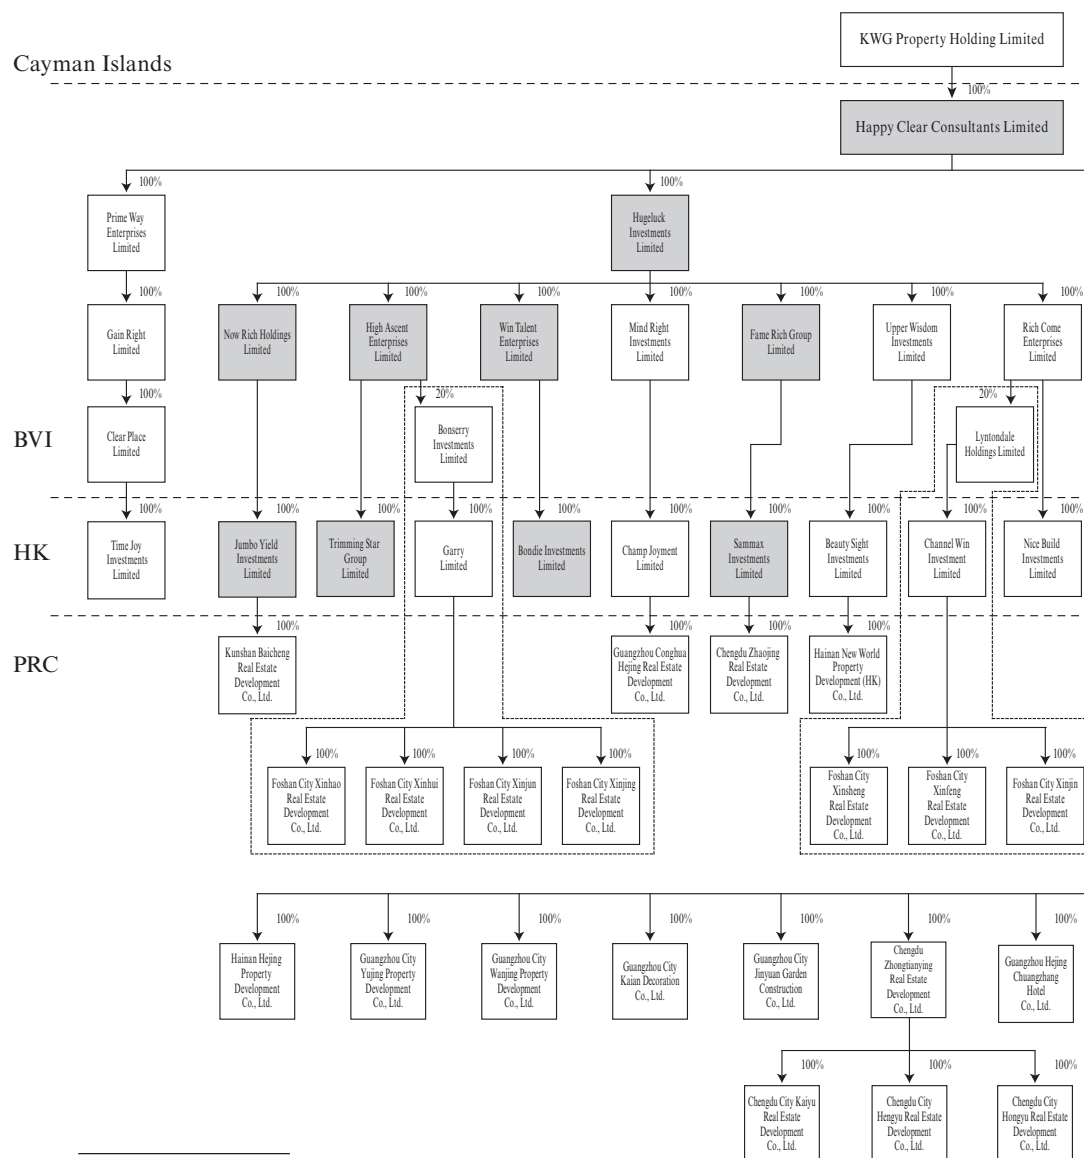 KWG Property Holding Limited
Cayman Islands
100%
Happy Clear Consultants Limited
100%
100%
Prime Way
Enterprises
Limited
Hugeluck
Investments
Limited
100%
100%
100%
100%
100%
100%
100%
100%
Gain Right
Limited
Now Rich Holdings
Limited
High Ascent
Enterprises
Limited
Win Talent
Enterprises
Limited
Mind Right
Investments
Limited
Fame Rich Group
Limited
Upper Wisdom
Investments
Limited
Rich Come
Enterprises
Limited
100%
20%
20%
BVI
Clear Place
Limited
Bonserry
Investments
Limited
Lyntondale
Holdings Limited
100%
100%
100%
100%
100%
100%
100%
100%
100%
100%
HK
Time Joy
Investments
Limited
Jumbo Yield
Investments
Limited
Trimming Star
Group
Limited
Garry
Limited
Bondie Investments
Limited
Champ Joyment
Limited
Sammax
Investments
Limited
Beauty Sight
Investments
Limited
Channel Win
Investment
Limited
Nice Build
Investments
Limited
100%
100%
100%
100%
PRC
Kunshan Baicheng
Real Estate
Development
Co., Ltd.
Guangzhou Conghua
Hejing Real Estate
Development
Co., Ltd.
Chengdu Zhaojing
Real Estate
Development
Co., Ltd.
Hainan New World
Property
Development (HK)
Co., Ltd.
100%
100%
100%
100%
100%
100%
100%
Foshan City Xinhao
Real Estate
Development
Co., Ltd.
Foshan City Xinhui
Real Estate
Development
Co., Ltd.
Foshan City Xinjun
Real Estate
Development
Co., Ltd.
Foshan City Xinjing
Real Estate
Development
Co., Ltd.
Foshan City
Xinsheng
Real Estate
Development
Co., Ltd.
Foshan City
Xinfeng
Real Estate
Development
Co., Ltd.
Foshan City Xinjin
Real Estate
Development
Co., Ltd.
100%
100%
100%
100%
100%
100%
100%
Hainan Hejing
Property
Development
Co., Ltd.
Guangzhou City
Yujing Property
Development
Co., Ltd.
Guangzhou City
Wanjing Property
Development
Co., Ltd.
Guangzhou City
Kaian Decoration
Co., Ltd.
Guangzhou City
Jinyuan Garden
Construction
Co., Ltd.
Chengdu
Zhongtianying
Real Estate
Development
Co., Ltd.
Guangzhou Hejing
Chuangzhang
Hotel
Co., Ltd.
100%
100%
100%
Chengdu City Kaiyu
Real Estate
Development
Co., Ltd.
Chengdu City
Hengyu Real Estate
Development
Co., Ltd.
Chengdu City
Hongyu Real Estate
Development
Co., Ltd.